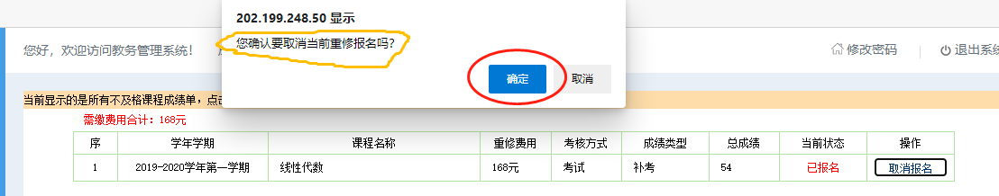 202.199.248.50 显示
您确认要取消当前重修报名吗?
确定 取消
您好，欢迎访问教务管理系统!
修改密码 | 退出系统
当前显示的是所有不及格课程成绩单，点击
需缴费用合计：168元
序 学年学期 课程名称 重修费用 考核方式 成绩类型 总成绩 当前状态 操作
1 2019-2020学年第一学期 线性代数 168元 考试 补考 54 已报名 取消报名